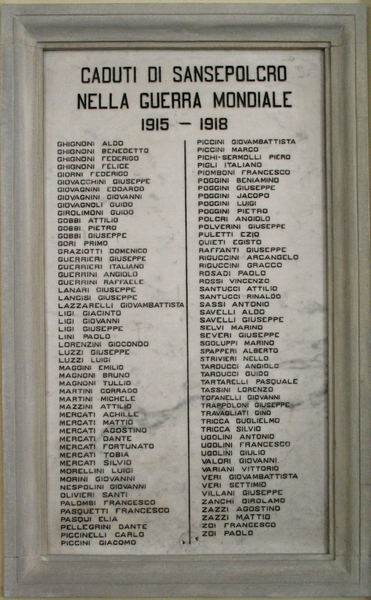 CADUTI DI SANSEPOLCRO
NELLA GUERRA MONDIALE
1915 - 1918
GHIGNONI ALDO
GHIGNONI BENEDETTO
GHIGNONI FEDERIGO
GHIGNONI FELICE
GIORNI FEDERIGO
GIOVACCHINI GIUSEPPE
GIOVAGNINI EDOARDO
GIOVAGNINI GIOVANNI
GIOVAGNOLI GUIDO
GIROLIMONI GUIDO
GOBBI ATTILIO
GOBBI PIETRO
GOBBI GIUSEPPE
GORI PRIMO
GRAZIOTTI DOMENICO
GUERRIERI GIUSEPPE
GUERRIERI ITALIANO
GUERRINI ANGIOLO
GUERRINI RAFFAELE
LANARI GIUSEPPE
LANCISI GIUSEPPE
LAZZARELLI GIOVAMBATTISTA
LIGI GIACINTO
LIGI GIOVANNI
LIGI GIUSEPPE
LINI PAOLO
LORENZINI GIOCONDO
LUZZI GIUSEPPE
LUZZI LUIGI
MAGGINI EMILIO
MAGNONI BRUNO
MAGNONI TULLIO
MARTINI CORRADO
MARTINI MICHELE
MAZZINI ATTILIO
MERCATI ACHILLE
MERCATI MATTIO
MERCATI AGOSTINO
MERCATI DANTE
MERCATI FORTUNATO
MERCATI TOBIA
MERCATI SILVIO
MORELLINI LUIGI
MORINI GIOVANNI
NESPOLINI GIOVANNI
OLIVIERI SANTI
PALOMBI FRANCESCO
PASQUETTI FRANCESCO
PASQUI ELIA
PELLEGRINI DANTE
PICCINELLI CARLO
PICCINI GIACOMO
PICCINI GIOVAMBATTISTA
PICCINI MARCO
PICHI-SERMOLLI PIERO
PIGLI ITALIANO
PIOMBONI FRANCESCO
POGGINI BENIAMINO
POGGINI GIUSEPPE
POGGINI JACOPO
POGGINI LUIGI
POGGINI PIETRO
POLCRI ANGIOLO
POLVERINI GIUSEPPE
PULETTI EZIO
QUIETI EGISTO
RAFFANTI GIUSEPPE
RIGUCCINI ARCANGELO
RIGUCCINI GRACCO
ROSADI PAOLO
ROSSI VINCENZO
SANTUCCI ATTILIO
SANTUCCI RINALDO
SASSI ANTONIO
SAVELLI ALDO
SAVELLI GIUSEPPE
SELVI MARINO
SEVERI GIUSEPPE
SGOLUPPI MARINO
SPAPPERI ALBERTO
STRIVIERI NELLO
TARDUCCI ANGIOLO
TARDUCCI GUIDO
TARTARELLI PASQUALE
TASSINI LORENZO
TOFANELLI GIOVANNI
TRAPPOLONI GIUSEPPE
TRAVAGLIATI GINO
TRICCA GUGLIELMO
TRICCA SILVIO
UGOLINI ANTONIO
UGOLINI FRANCESCO
UGOLINI GIULIO
VALORI GIOVANNI
VARIANI VITTORIO
VERI GIOVAMBATTISTA
VERI SETTIMIO
VILLANI GIUSEPPE
ZANCHI GIROLAMO
ZAZZI AGOSTINO
ZAZZI MATTIO
ZOI FRANCESCO
ZOI PAOLO